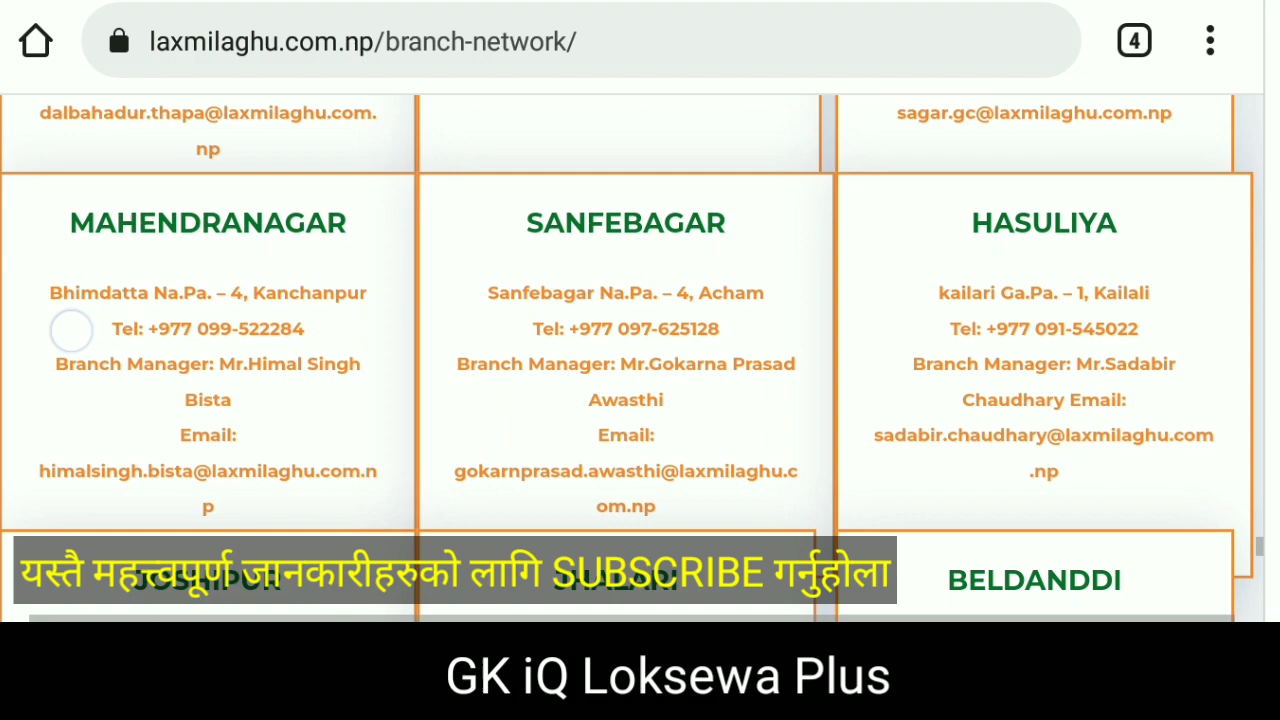 laxmilaghu.com.np/branch-network/
4
dalbahadur.thapa@laxmilaghu.com.
np
sagar.gc@laxmilaghu.com.np
MAHENDRANAGAR
Bhimdatta Na.Pa. – 4, Kanchanpur
Tel: +977 099-522284
Branch Manager: Mr.Himal Singh
Bista
Email:
himalsingh.bista@laxmilaghu.com.n
p
SANFEBAGAR
Sanfebagar Na.Pa. – 4, Acham
Tel: +977 097-625128
Branch Manager: Mr.Gokarna Prasad
Awasthi
Email:
gokarnprasad.awasthi@laxmilaghu.c
om.np
HASULIYA
kailari Ga.Pa. – 1, Kailali
Tel: +977 091-545022
Branch Manager: Mr.Sadabir
Chaudhary Email:
sadabir.chaudhary@laxmilaghu.com
.np
JOSHIPUR
JHALARI
BELDANDDI
यस्तै महत्त्वपूर्ण जानकारीहरुको लागि SUBSCRIBE गर्नुहोला
GK iQ Loksewa Plus